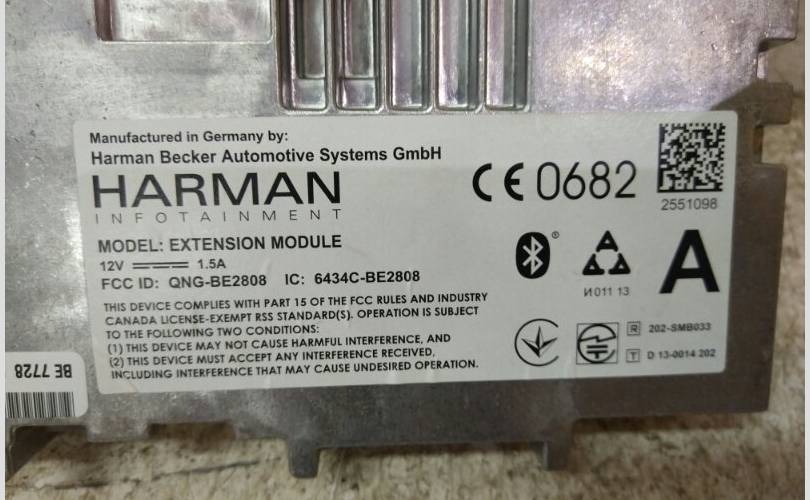 Manufactured in Germany by:
Harman Becker Automotive Systems GmbH
HARMAN
INFOTAINMENT
MODEL: EXTENSION MODULE
12V 1.5A
FCC ID: QNG-BE2808 IC: 6434C-BE2808
THIS DEVICE COMPLIES WITH PART 15 OF THE FCC RULES AND INDUSTRY
CANADA LICENSE-EXEMPT RSS STANDARD(S). OPERATION IS SUBJECT
TO THE FOLLOWING TWO CONDITIONS:
(1) THIS DEVICE MAY NOT CAUSE HARMFUL INTERFERENCE, AND
(2) THIS DEVICE MUST ACCEPT ANY INTERFERENCE RECEIVED,
INCLUDING INTERFERENCE THAT MAY CAUSE UNDESIRED OPERATION.
CE 0682
2551098
®
И 011 13
A
R 202-SMB033
T D 13-0014 202
BE 7728